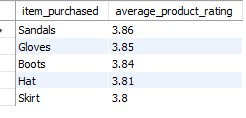 item_purchased average_product_rating
Sandals 3.86
Gloves 3.85
Boots 3.84
Hat 3.81
Skirt 3.8